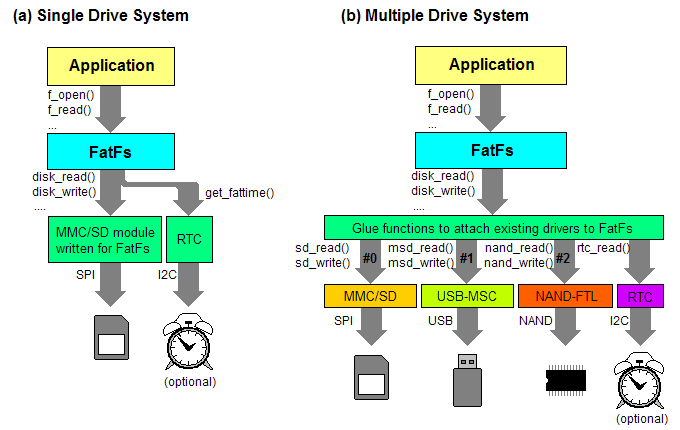 (a) Single Drive System
Application
f_open()
f_read()
...
FatFs
disk_read()
disk_write()
....
get_fattime()
MMC/SD module
written for FatFs
RTC
SPI
I2C
(optional)
(b) Multiple Drive System
Application
f_open()
f_read()
...
FatFs
disk_read()
disk_write()
....
Glue functions to attach existing drivers to FatFs
sd_read()
sd_write()
#0
msd_read()
msd_write()
#1
nand_read()
nand_write()
#2
rtc_read()
MMC/SD
USB-MSC
NAND-FTL
RTC
SPI
USB
NAND
I2C
(optional)